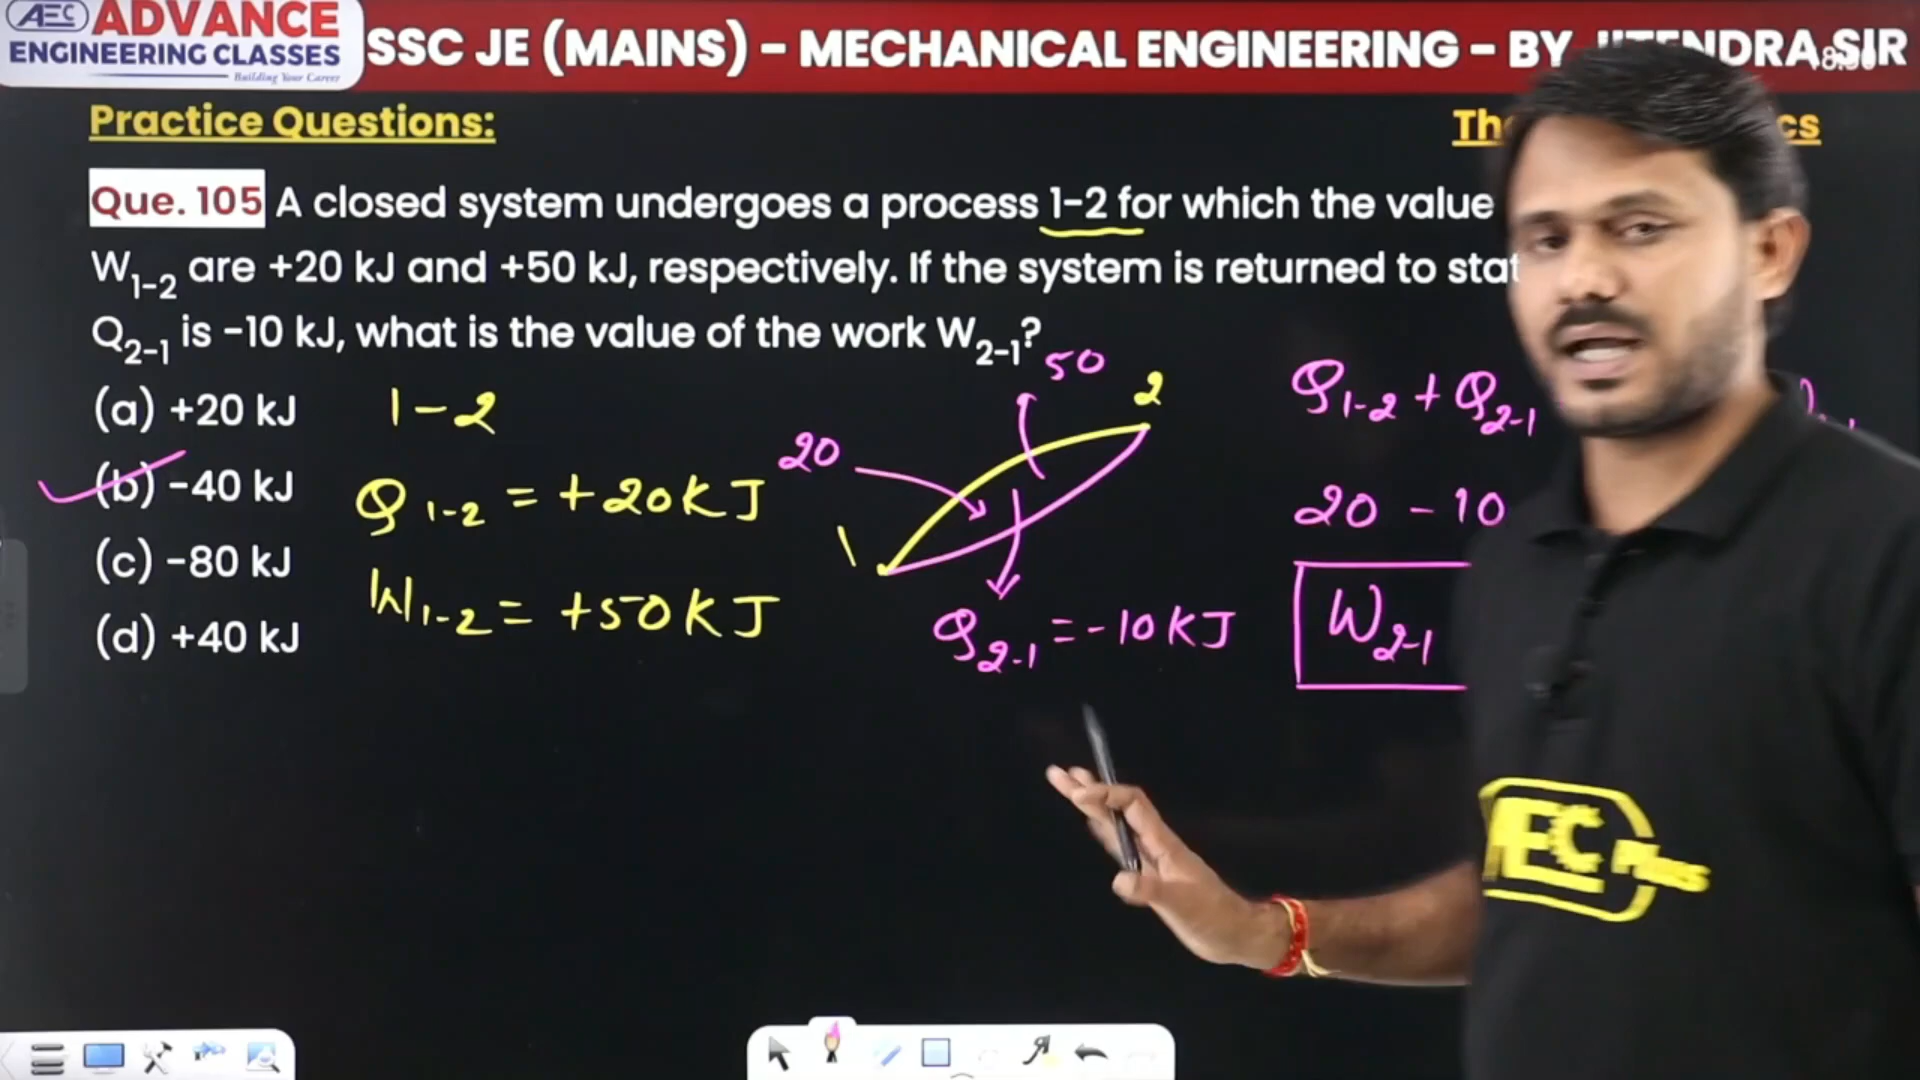 AEC ADVANCE
ENGINEERING CLASSES
Building Your Career
SSC JE (MAINS) - MECHANICAL ENGINEERING - BY JITENDRA SIR
Practice Questions:
Que. 105 A closed system undergoes a process 1-2 for which the value
W1-2 are +20 kJ and +50 kJ, respectively. If the system is returned to
Q2-1 is -10 kJ, what is the value of the work W2-1?
(a) +20 kJ
(b) -40 kJ
(c) -80 kJ
(d) +40 kJ
1-2
Q1-2 = +20KJ
W1-2 = +50KJ
50
2
20
1
Q2-1 = -10KJ
Q1-2 + Q2-1
20 - 10
W2-1
AEC Plus